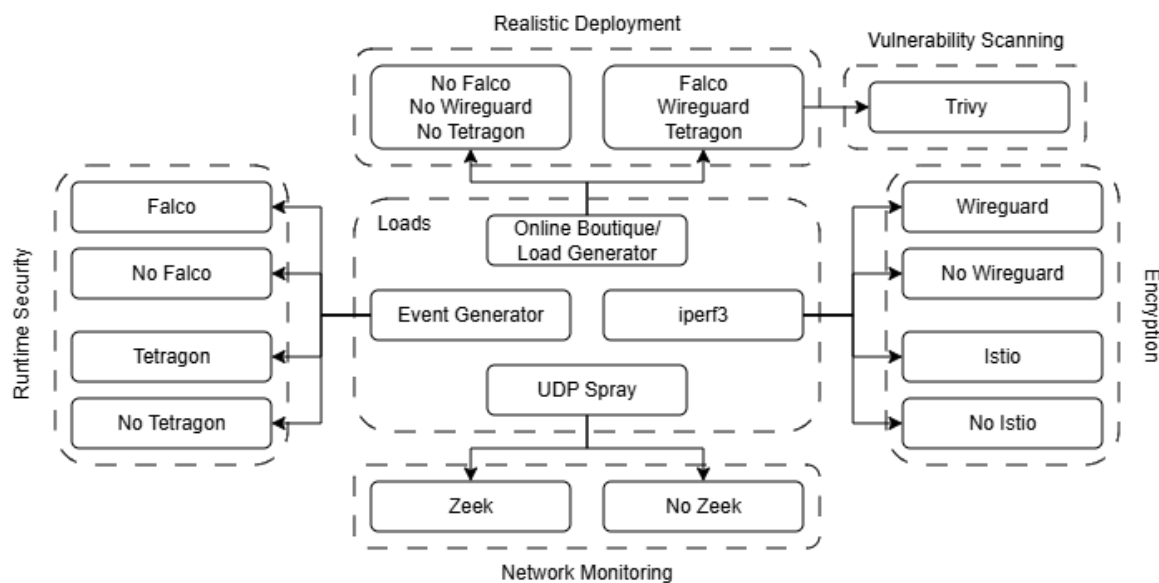 Realistic Deployment
Vulnerability Scanning
No Falco
No Wireguard
No Tetragon
Falco
Wireguard
Tetragon
Trivy
Runtime Security
Falco
No Falco
Tetragon
No Tetragon
Loads
Online Boutique/
Load Generator
Event Generator
iperf3
UDP Spray
Wireguard
No Wireguard
Istio
No Istio
Encryption
Zeek
No Zeek
Network Monitoring